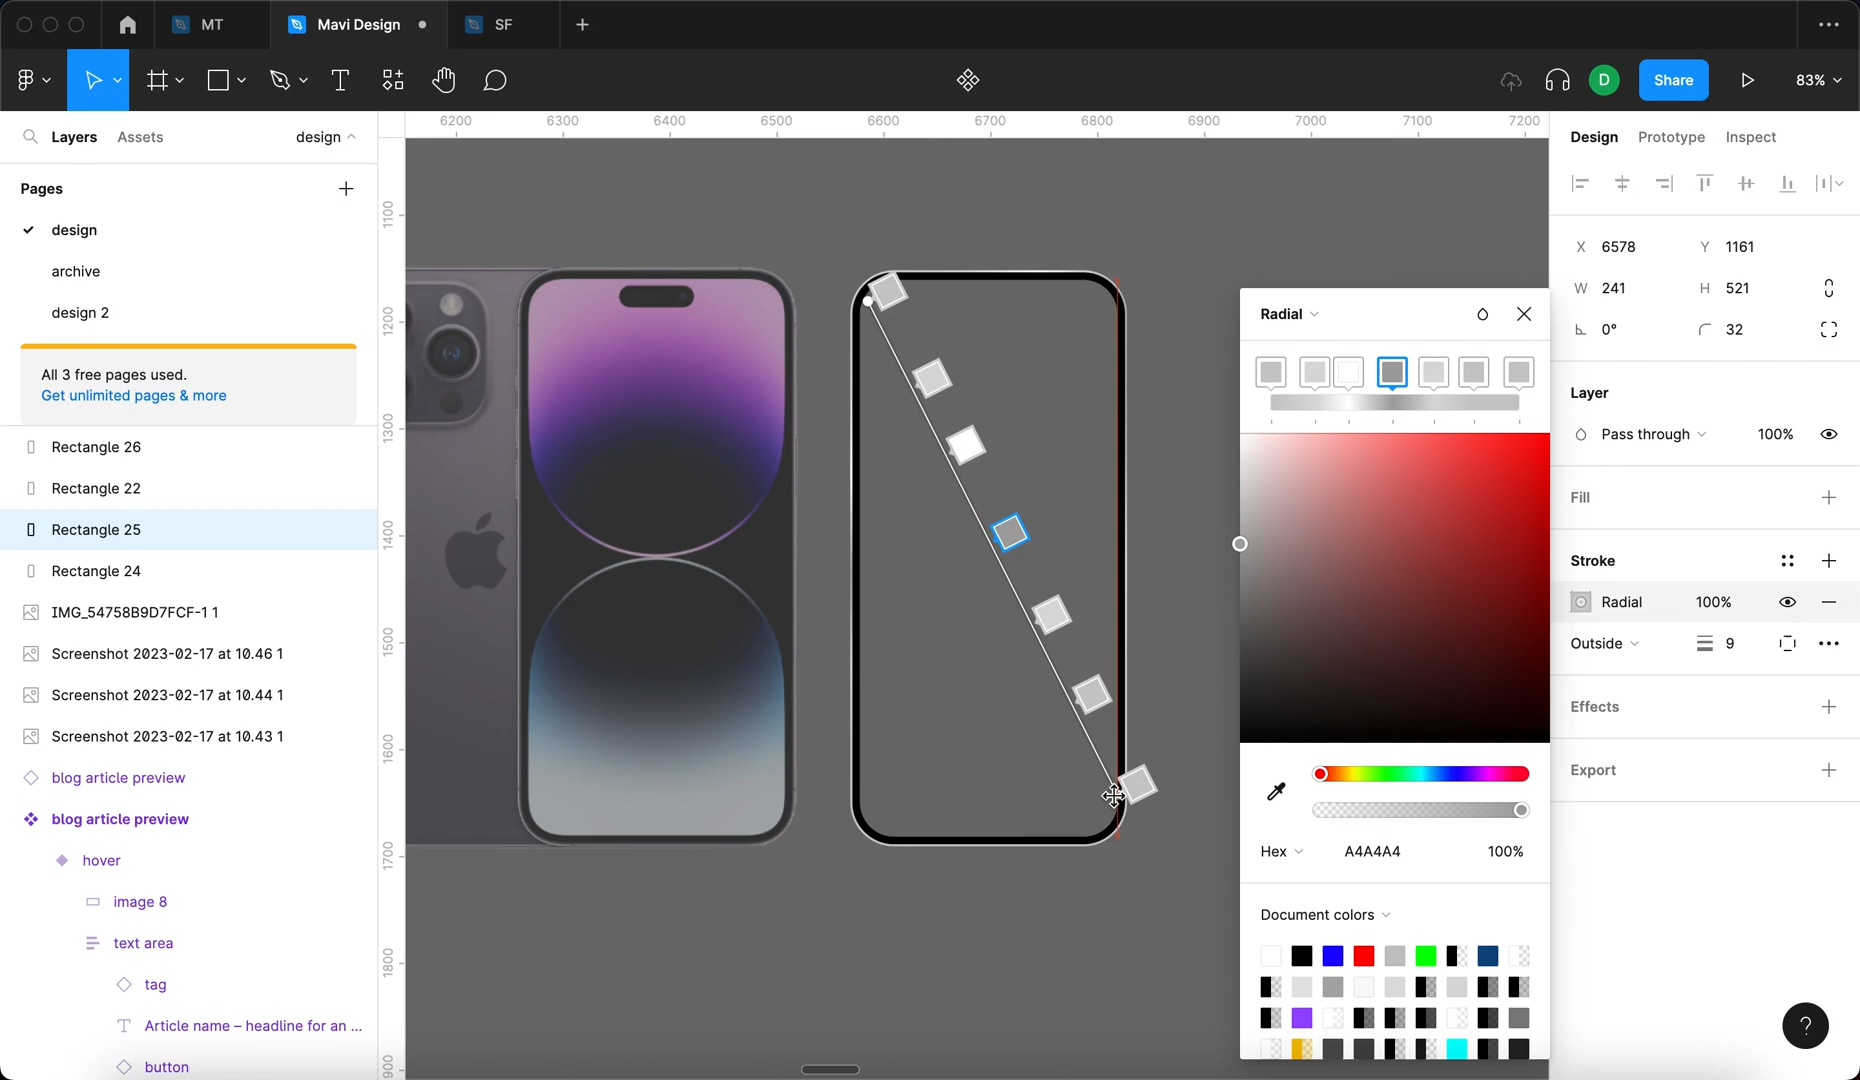 MT
Mavi Design
SF
D
Share
83%
Layers
Assets
design
Pages
design
archive
design 2
All 3 free pages used.
Get unlimited pages & more
Rectangle 26
Rectangle 22
Rectangle 25
Rectangle 24
IMG_54758B9D7FCF-1 1
Screenshot 2023-02-17 at 10.46 1
Screenshot 2023-02-17 at 10.44 1
Screenshot 2023-02-17 at 10.43 1
blog article preview
blog article preview
hover
image 8
text area
tag
Article name – headline for an ...
button
6200 6300 6400 6500 6600 6700 6800 6900 7000 7100 7200
1100
1200
1300
1400
1500
1600
1700
1800
900
Radial
Hex A4A4A4 100%
Document colors
Design Prototype Inspect
X 6578 Y 1161
W 241 H 521
0° 32
Layer
Pass through 100%
Fill
Stroke
Radial 100%
Outside 9
Effects
Export
?